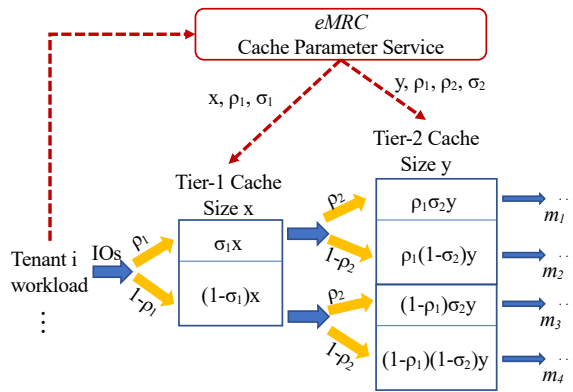 eMRC
Cache Parameter Service
x, ρ₁, σ₁
y, ρ₁, ρ₂, σ₂
Tier-2 Cache
Size y
Tier-1 Cache
Size x
Tenant i
workload
⋮
IOs
ρ₁
1-ρ₁
σ₁x
(1-σ₁)x
ρ₂
1-ρ₂
ρ₂
1-ρ₂
ρ₁σ₂y
ρ₁(1-σ₂)y
(1-ρ₁)σ₂y
(1-ρ₁)(1-σ₂)y
m₁ ..
m₂ ..
m₃ ..
m₄ ..